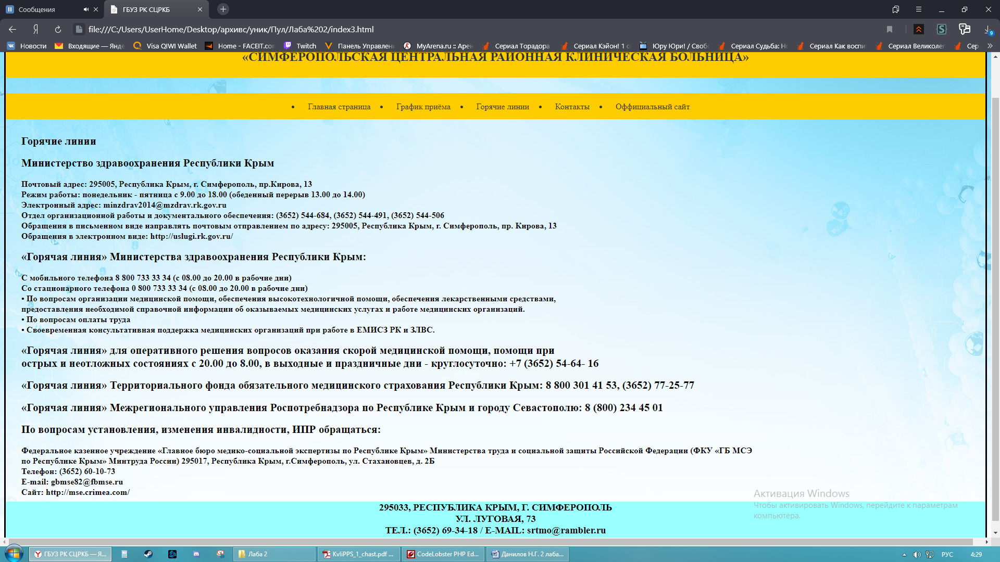 Сообщения
ГБУЗ РК СЦРКБ
file:///C:/Users/UserHome/Desktop/архивс/уник/Пул/Лаба%202/index3.html
9
Новости
Входящие — Янде
Visa QIWI Wallet
Home - FACEIT.con
Twitch
Панель Управлен
MyArena.ru :: Арен
Сериал Торадора
Сериал Кэйон! 1 с
Юру Юри! / Своб
Сериал Судьба: Н
Сериал Как воспи
Сериал Великолеп
Сер
«СИМФЕРОПОЛЬСКАЯ ЦЕНТРАЛЬНАЯ РАЙОННАЯ КЛИНИЧЕСКАЯ БОЛЬНИЦА»
• Главная страница • График приёма • Горячие линии • Контакты • Оффициальный сайт
Горячие линии
Министерство здравоохранения Республики Крым
Почтовый адрес: 295005, Республика Крым, г. Симферополь, пр.Кирова, 13
Режим работы: понедельник - пятница с 9.00 до 18.00 (обеденный перерыв 13.00 до 14.00)
Электронный адрес: minzdrav2014@mzdrav.rk.gov.ru
Отдел организационной работы и документального обеспечения: (3652) 544-684, (3652) 544-491, (3652) 544-506
Обращения в письменном виде направлять почтовым отправлением по адресу: 295005, Республика Крым, г. Симферополь, пр. Кирова, 13
Обращения в электронном виде: http://uslugi.rk.gov.ru/
«Горячая линия» Министерства здравоохранения Республики Крым:
С мобильного телефона 8 800 733 33 34 (с 08.00 до 20.00 в рабочие дни)
Со стационарного телефона 0 800 733 33 34 (с 08.00 до 20.00 в рабочие дни)
• По вопросам организации медицинской помощи, обеспечения высокотехнологичной помощи, обеспечения лекарственными средствами,
предоставления необходимой справочной информации об оказываемых медицинских услугах и работе медицинских организаций.
• По вопросам оплаты труда
• Своевременная консультативная поддержка медицинских организаций при работе в ЕМИСЗ РК и ЗЛВС.
«Горячая линия» для оперативного решения вопросов оказания скорой медицинской помощи, помощи при
острых и неотложных состояниях с 20.00 до 8.00, в выходные и праздничные дни - круглосуточно: +7 (3652) 54-64- 16
«Горячая линия» Территориального фонда обязательного медицинского страхования Республики Крым: 8 800 301 41 53, (3652) 77-25-77
«Горячая линия» Межрегионального управления Роспотребнадзора по Республике Крым и городу Севастополю: 8 (800) 234 45 01
По вопросам установления, изменения инвалидности, ИПР обращаться:
Федеральное казенное учреждение «Главное бюро медико-социальной экспертизы по Республике Крым» Министерства труда и социальной защиты Российской Федерации (ФКУ «ГБ МСЭ
по Республике Крым» Минтруда России) 295017, Республика Крым, г.Симферополь, ул. Стахановцев, д. 2Б
Телефон: (3652) 60-10-73
E-mail: gbmse82@fbmse.ru
Сайт: http://mse.crimea.com/
Активация Windows
Чтобы активировать Windows, перейдите к параметрам
компьютера.
295033, РЕСПУБЛИКА КРЫМ, Г. СИМФЕРОПОЛЬ
УЛ. ЛУГОВАЯ, 73
ТЕЛ.: (3652) 69-34-18 / E-MAIL: srtmo@rambler.ru
ГБУЗ РК СЦРКБ — Я...
Лаба 2
KvliPPS_1_chast.pdf ...
CodeLobster PHP Ed...
Данилов Н.Г. 2 лаба...
РУС
4:29